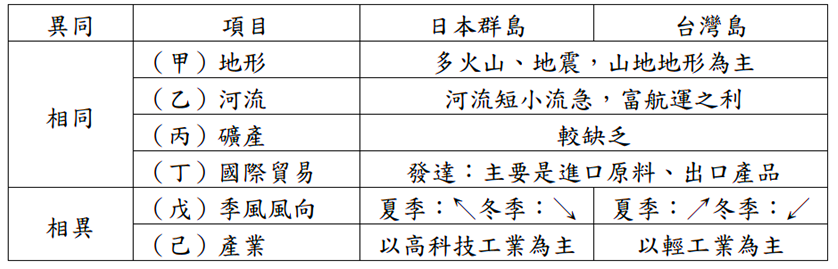 異同 項目 日本群島 台灣島
相同 （甲）地形 多火山、地震，山地地形為主
（乙）河流 河流短小流急，富航運之利
（丙）礦產 較缺乏
（丁）國際貿易 發達：主要是進口原料、出口產品
相異 （戊）季風風向 夏季：↖冬季：↘ 夏季：↗冬季：↙
（己）產業 以高科技工業為主 以輕工業為主